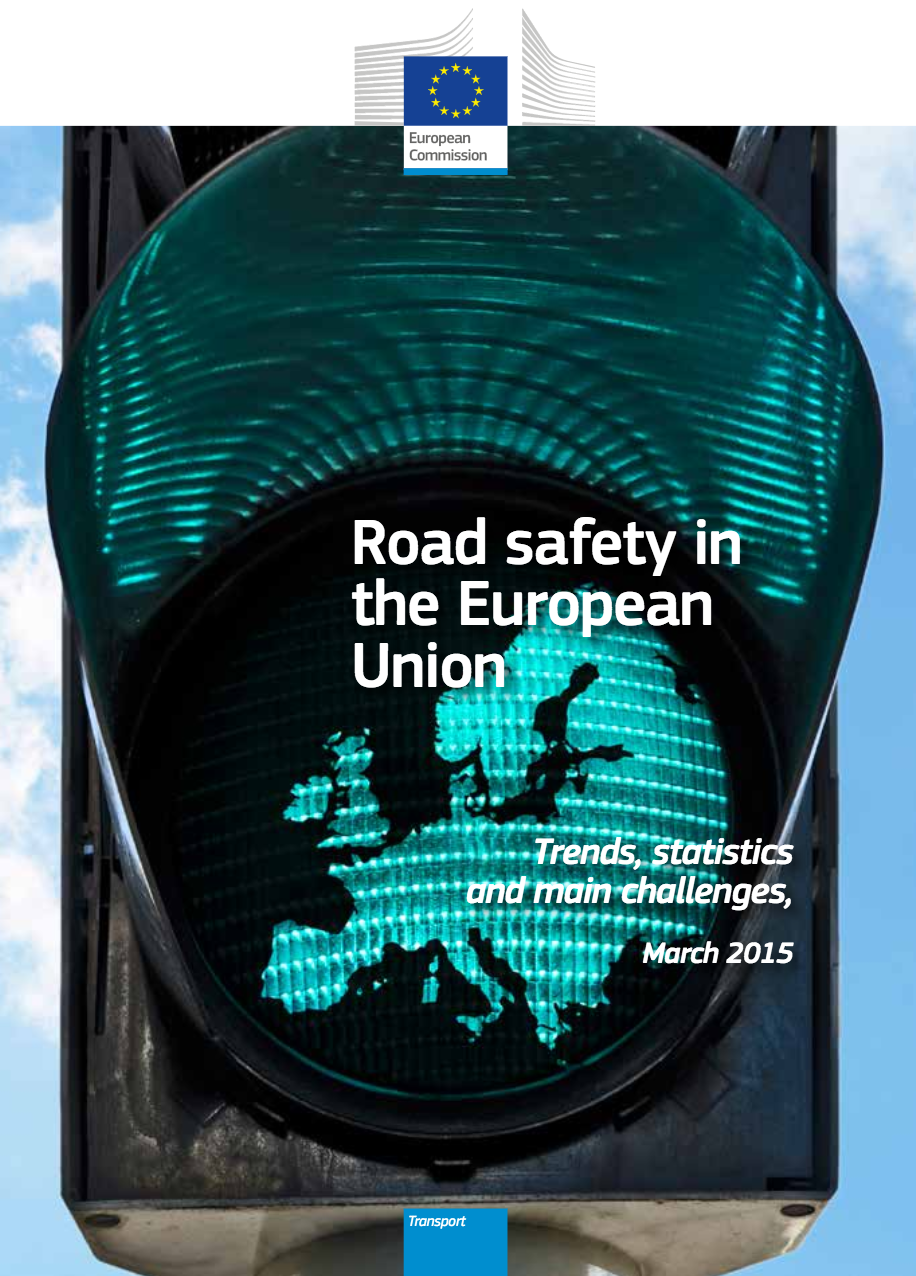 European
Commission
Road safety in
the European
Union
Trends, statistics
and main challenges,
March 2015
Transport